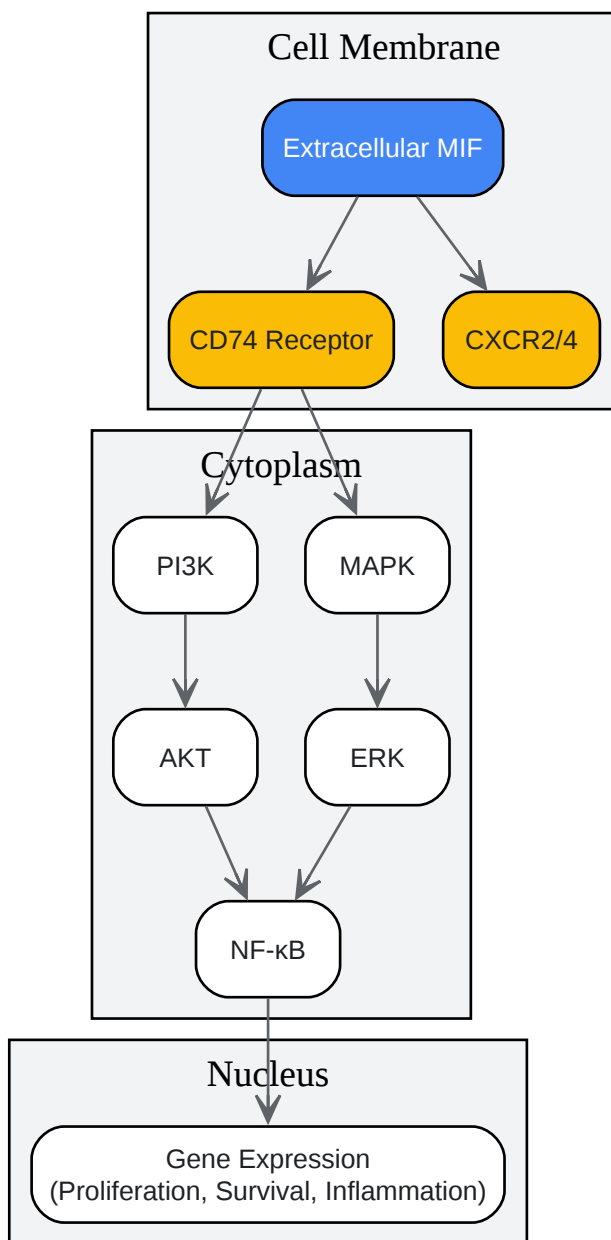 Cell Membrane
Extracellular MIF
CD74 Receptor
CXCR2/4
Cytoplasm
PI3K
MAPK
AKT
ERK
NF-κB
Nucleus
Gene Expression
(Proliferation, Survival, Inflammation)